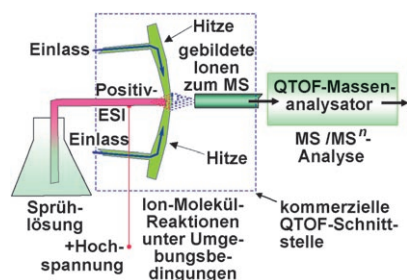 Hitze
Einlass
gebildete
Ionen
zum MS
Positiv-
ESI
QTOF-Massen-
analysator
Einlass
MS /MSⁿ-
Analyse
Hitze
Sprüh-
lösung
+Hoch-
spannung
Ion-Molekül-
Reaktionen
unter Umge-
bungsbe-
dingungen
kommerzielle
QTOF-Schnitt-
stelle